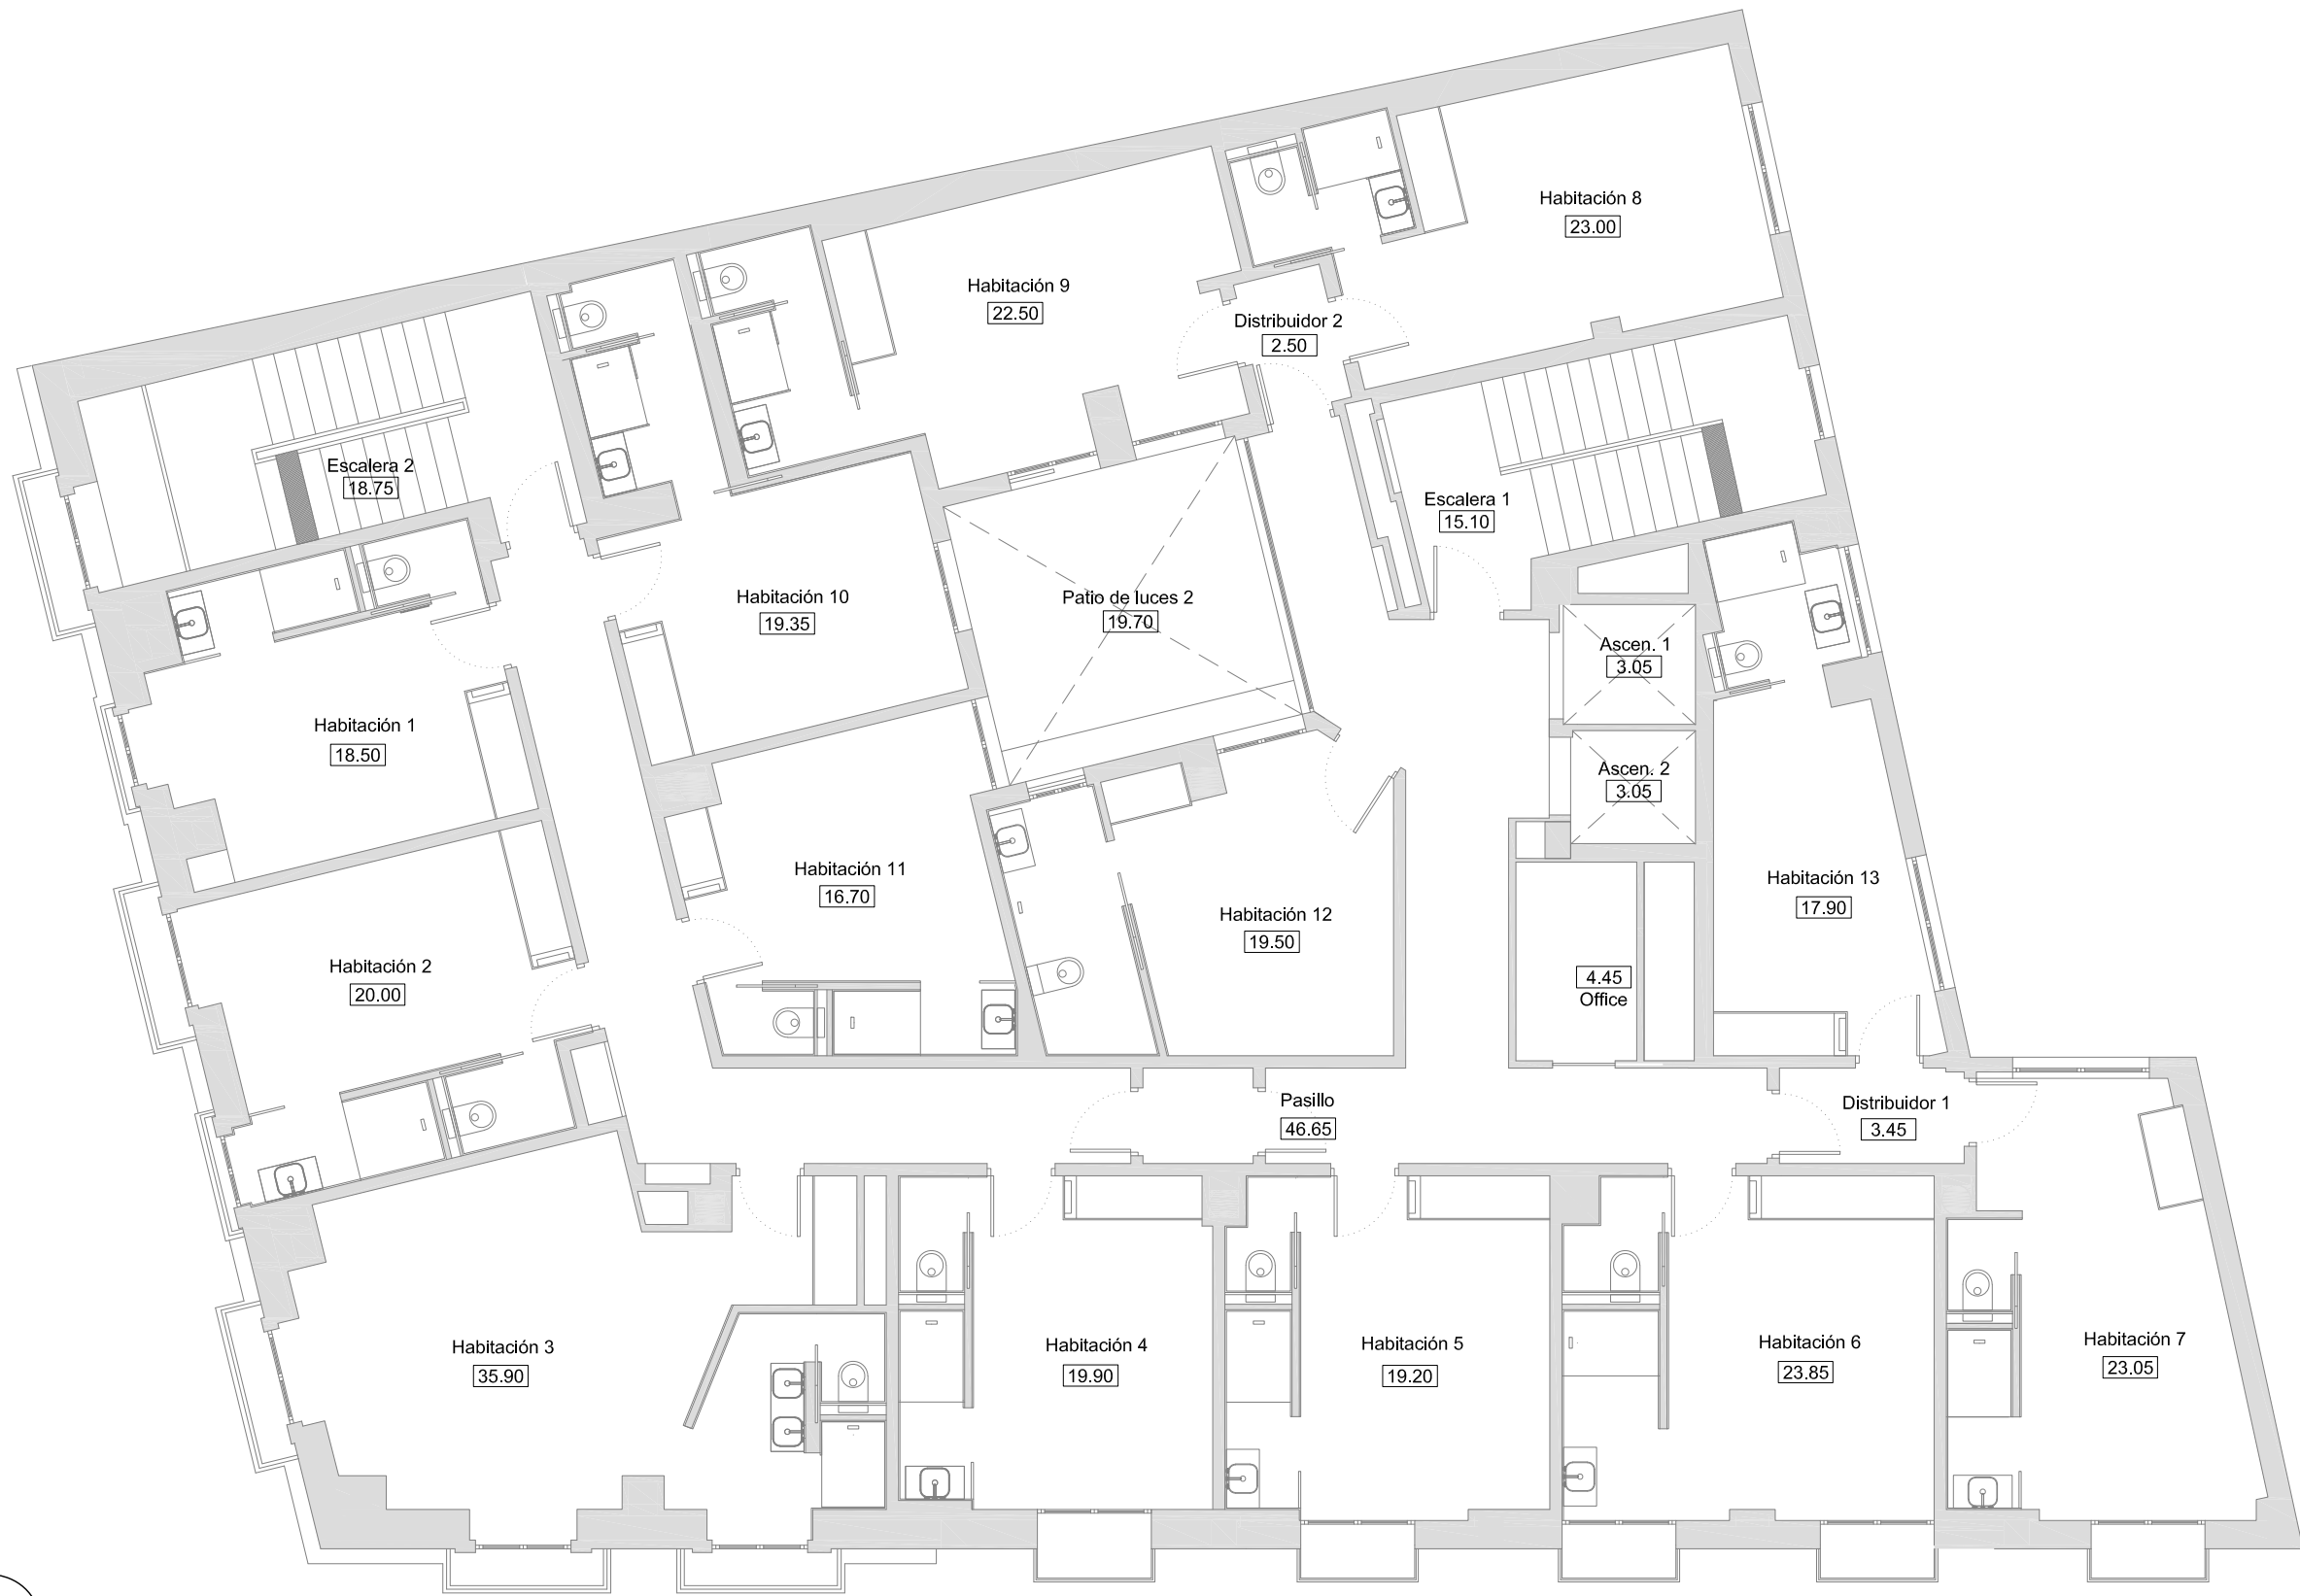 Habitación 8
23.00
Habitación 9
22.50
Distribuidor 2
2.50
Escalera 2
18.75
Escalera 1
15.10
Habitación 10
19.35
Patio de luces 2
19.70
Ascen. 1
3.05
Habitación 1
18.50
Ascen. 2
3.05
Habitación 11
16.70
Habitación 13
17.90
Habitación 12
19.50
Habitación 2
20.00
4.45
Office
Pasillo
46.65
Distribuidor 1
3.45
Habitación 3
35.90
Habitación 4
19.90
Habitación 5
19.20
Habitación 6
23.85
Habitación 7
23.05